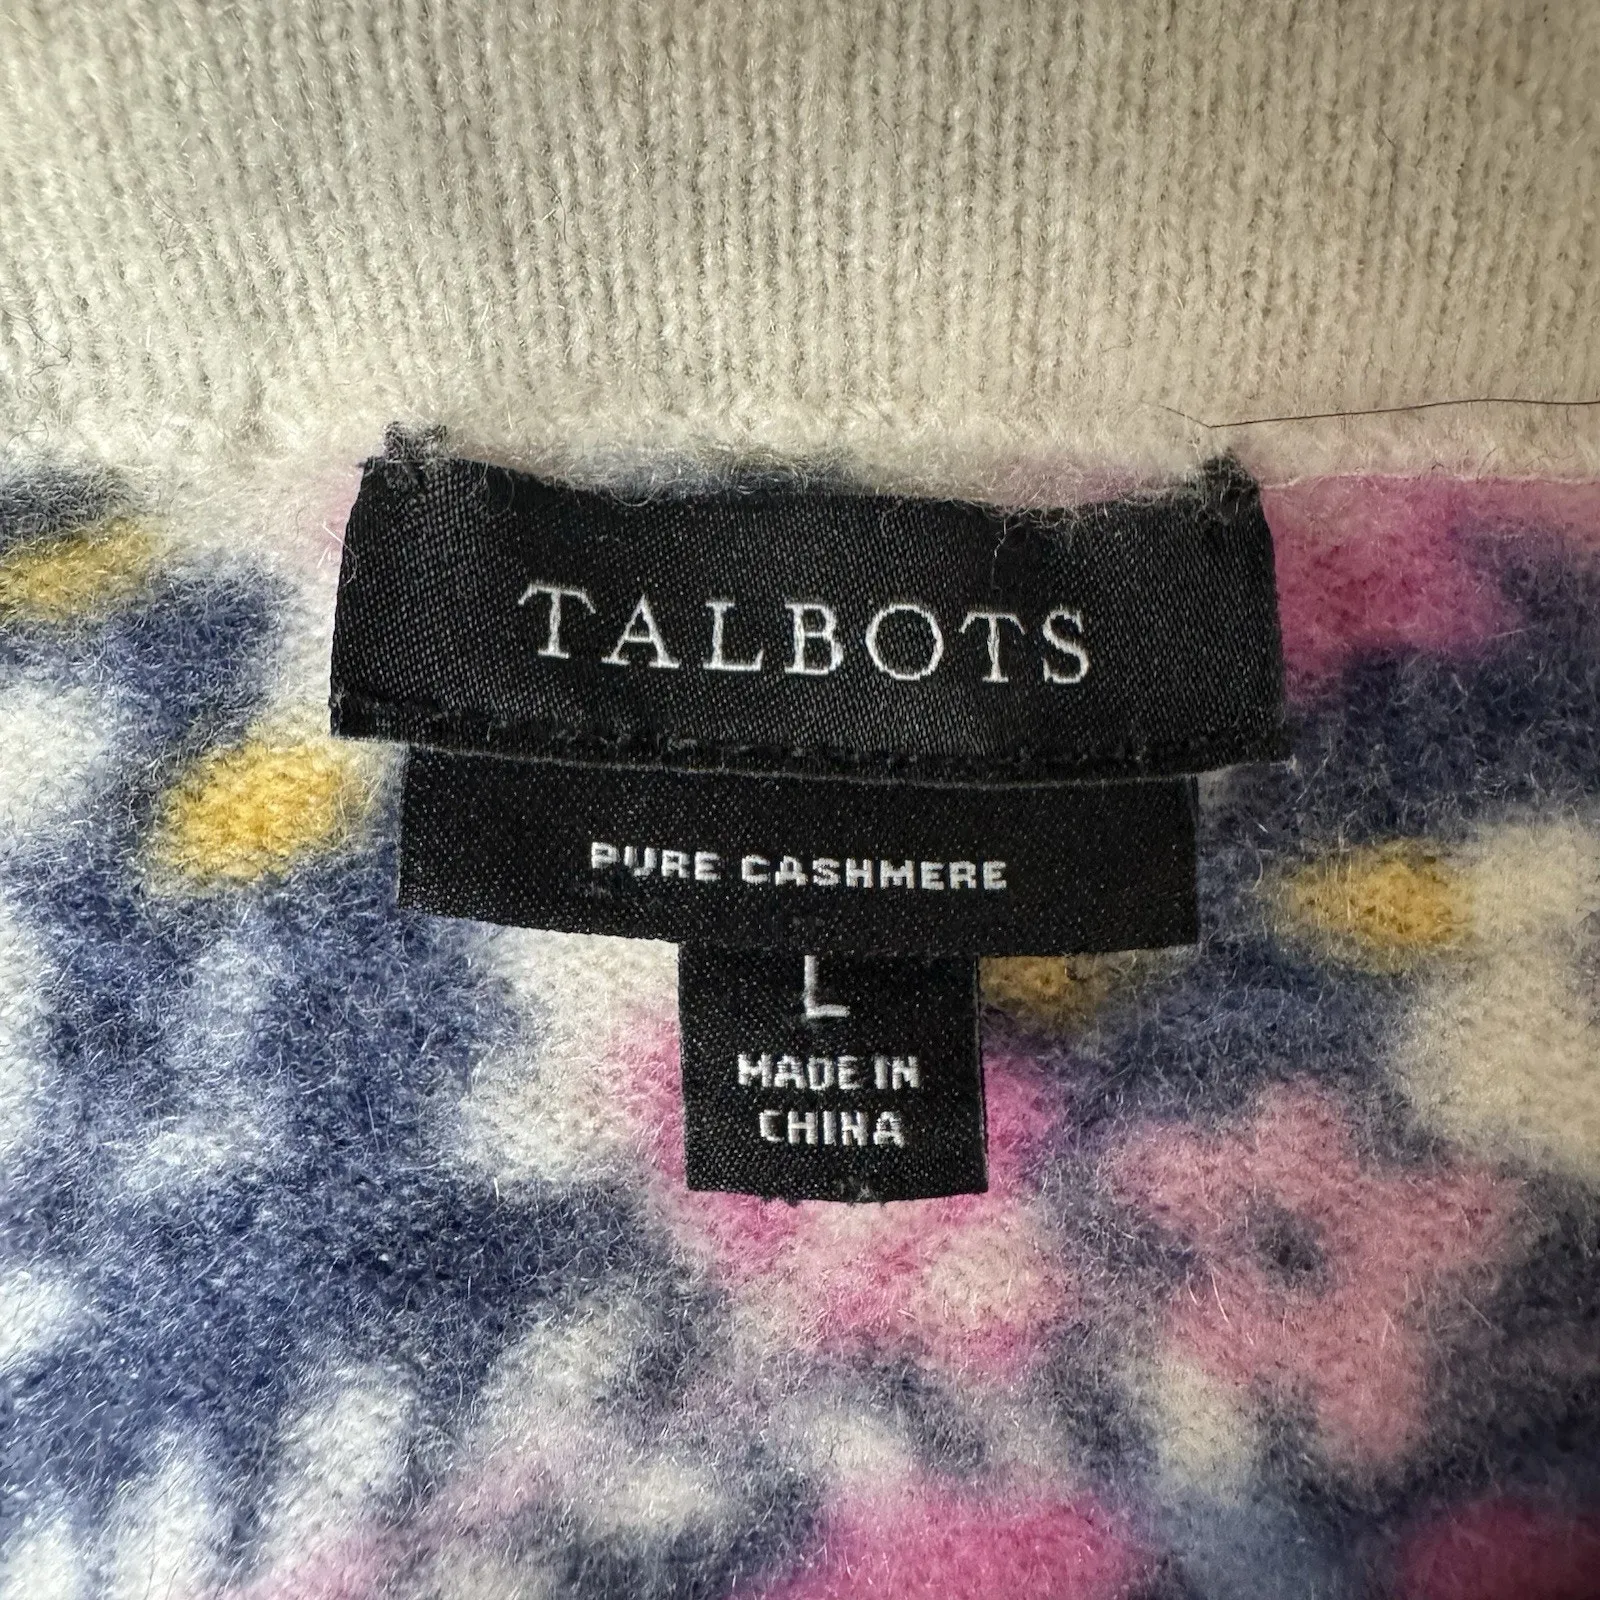 TALBOTS
PURE CASHMERE
L
MADE IN
CHINA